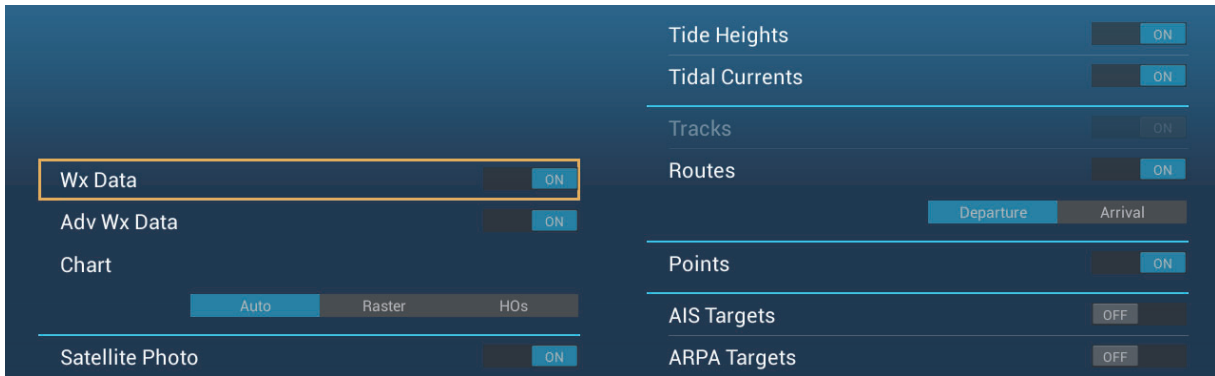 Wx Data ON
Adv Wx Data ON
Chart
Auto Raster HOs
Satellite Photo ON
Tide Heights ON
Tidal Currents ON
Tracks ON
Routes ON
Departure Arrival
Points ON
AIS Targets OFF
ARPA Targets OFF